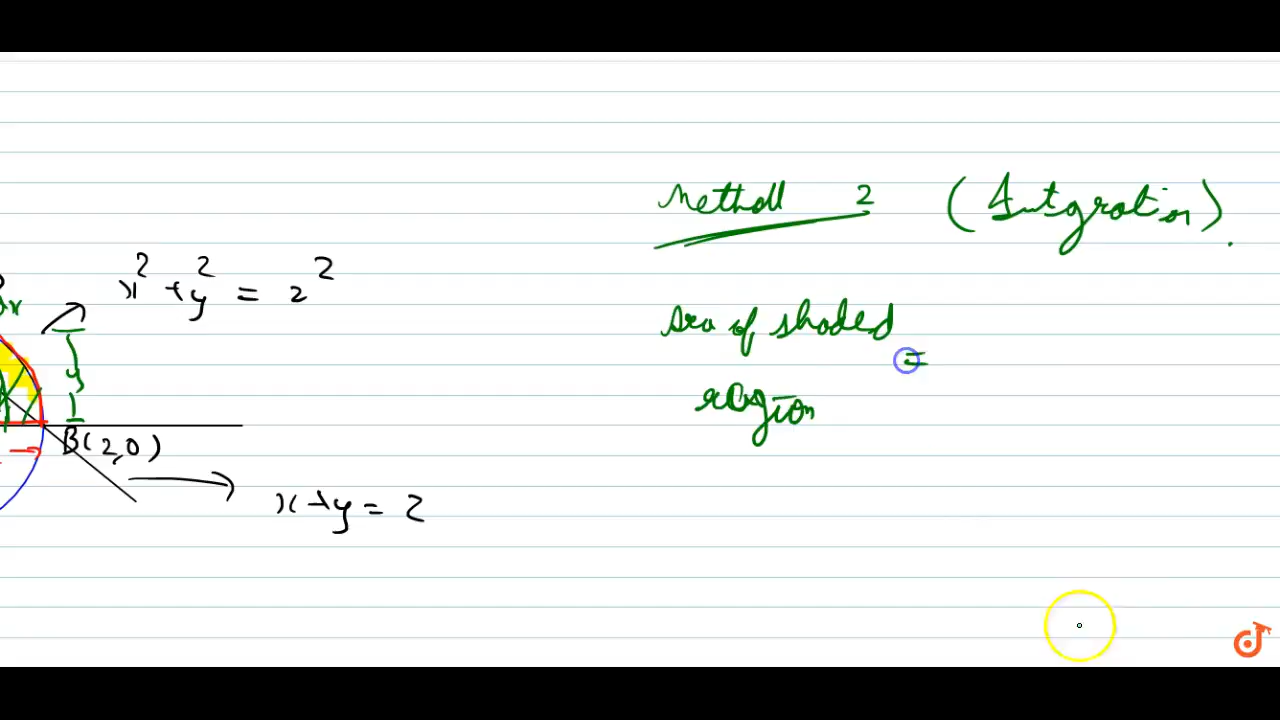 Method 2 (Integration).
x² + y² = 2²
Area of shaded
=
region
y
B(2,0)
x + y = 2